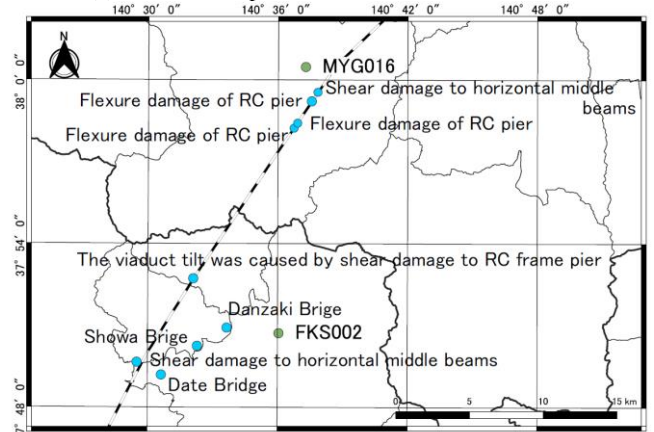 140° 30′ 0″ 140° 36′ 0″ 140° 42′ 0″ 140° 48′ 0″
MYG016
38° 0′ 0″
Shear damage to horizontal middle
beams
Flexure damage of RC pier
Flexure damage of RC pier
Flexure damage of RC pier
37° 54′ 0″
The viaduct tilt was caused by shear damage to RC frame pier
Danzaki Brige
FKS002
Showa Brige
Shear damage to horizontal middle beams
Date Bridge
7° 48′ 0″
0 5 10 15 km